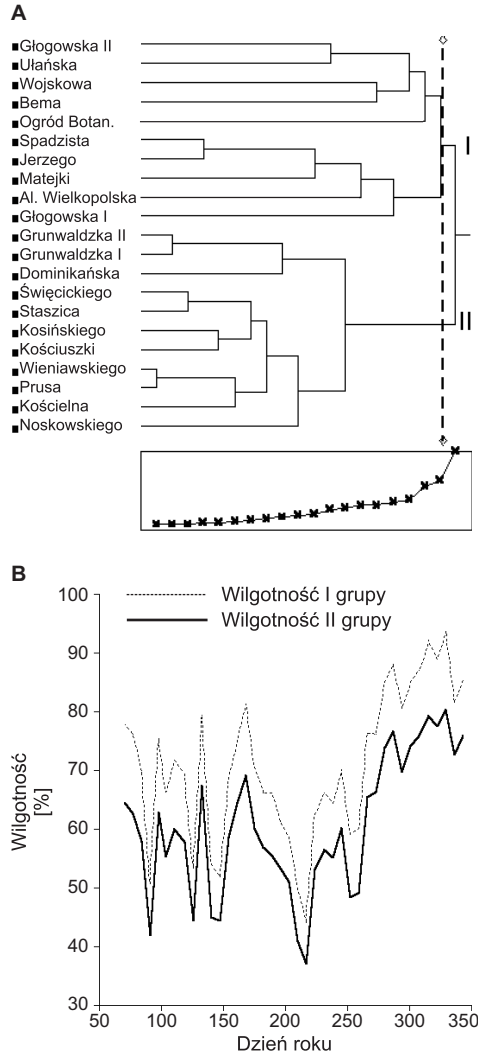 A
Głogowska II
Ułańska
Wojskowa
Bema
Ogród Botan.
Spadzista
Jerzego
Matejki
Al. Wielkopolska
Głogowska I
Grunwaldzka II
Grunwaldzka I
Dominikańska
Święcickiego
Staszica
Kosińskiego
Kościuszki
Wieniawskiego
Prusa
Kościelna
Noskowskiego
I
II
B
Wilgotność I grupy
Wilgotność II grupy
100
90
80
70
60
50
40
30
Wilgotność
[%]
50 100 150 200 250 300 350
Dzień roku